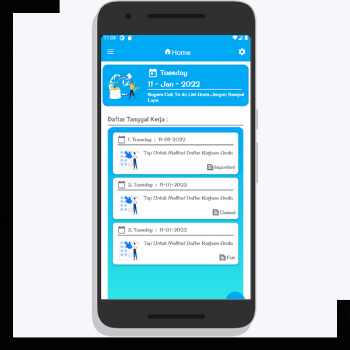 11:09
Home
Tuesday
11 - Jan - 2022
Segera Cek To do List Anda Jangan Sampai
Lupa
Daftar Tanggal Kerja :
1. Tuesday : 11-01-2022
Tap Untuk Melihat Daftar Kerjaan Anda
Important
2. Tuesday : 11-01-2022
Tap Untuk Melihat Daftar Kerjaan Anda
Casual
3. Tuesday : 11-01-2022
Tap Untuk Melihat Daftar Kerjaan Anda
Fun